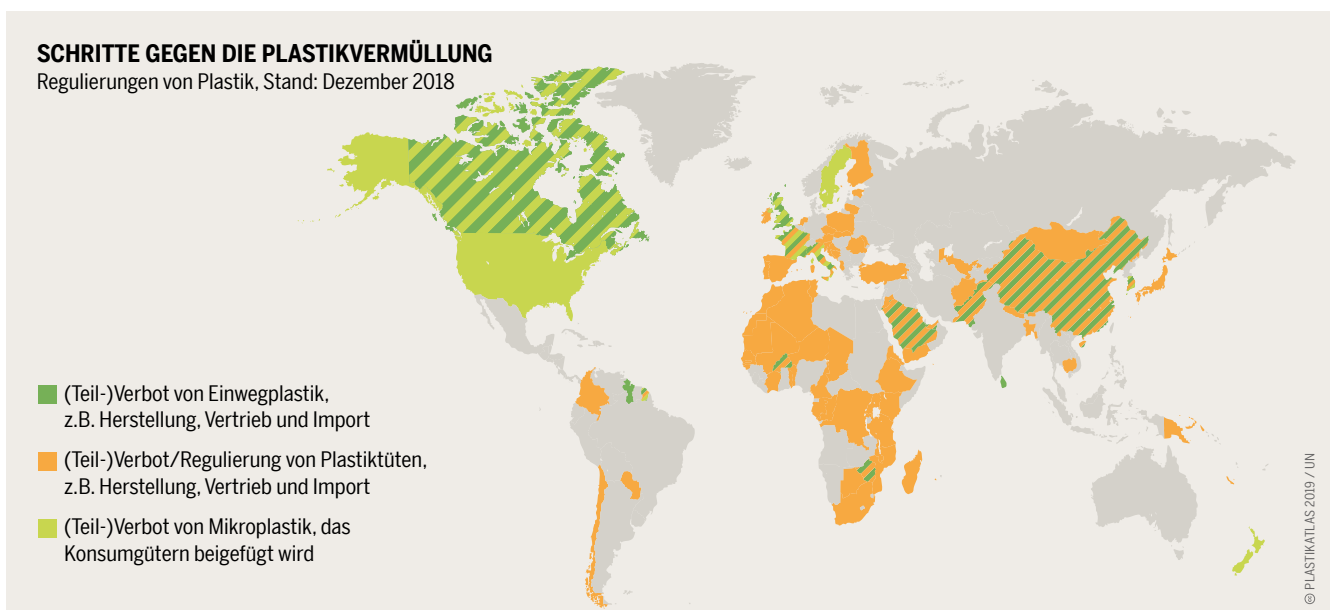 SCHRITTE GEGEN DIE PLASTIKVERMÜLLUNG
Regulierungen von Plastik, Stand: Dezember 2018
(Teil-)Verbot von Einwegplastik,
z.B. Herstellung, Vertrieb und Import
(Teil-)Verbot/Regulierung von Plastiktüten,
z.B. Herstellung, Vertrieb und Import
(Teil-)Verbot von Mikroplastik, das
Konsumgütern beigefügt wird
PLASTIKATLAS 2019 / UN